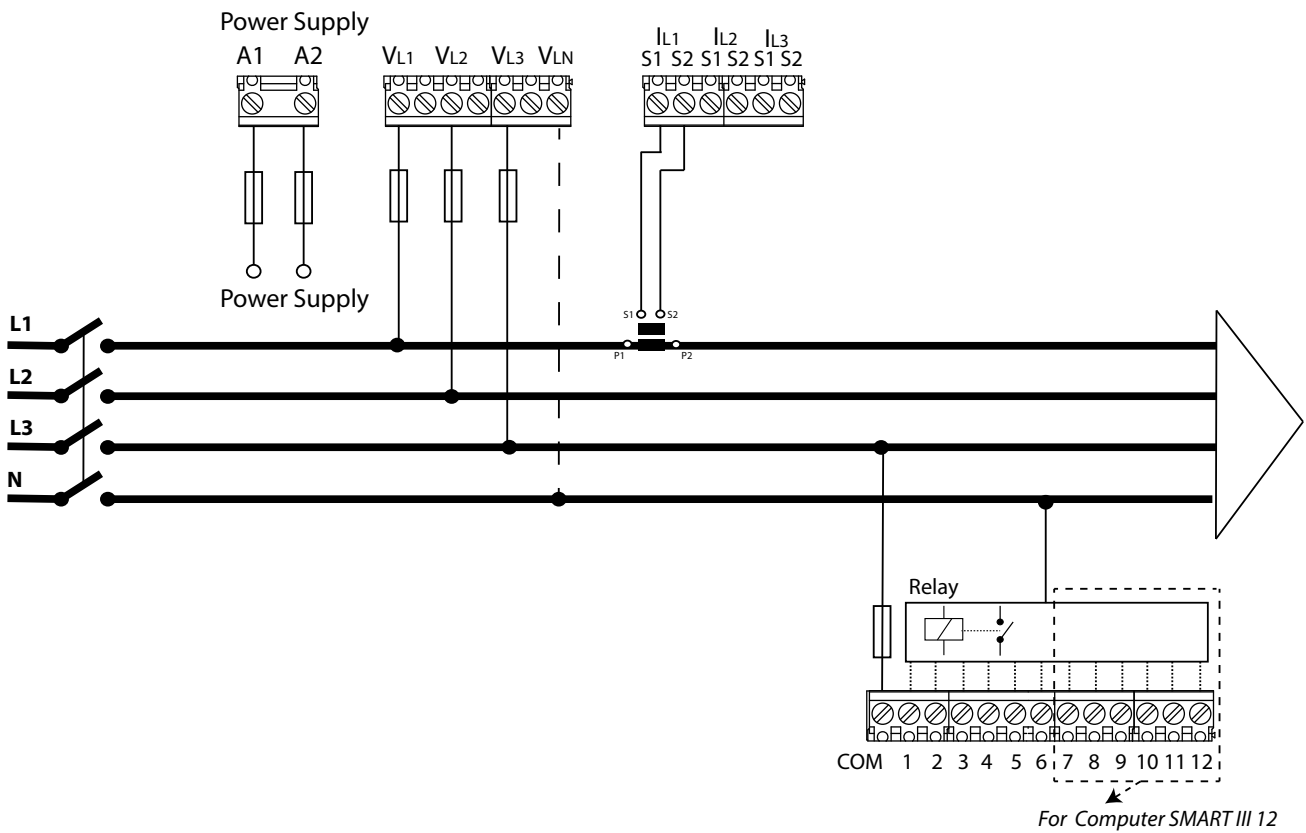 Power Supply
A1 A2
VL1 VL2 VL3 VLN
IL1 IL2 IL3
S1 S2 S1 S2 S1 S2
Power Supply
S1 S2
L1
P1 P2
L2
L3
N
Relay
COM 1 2 3 4 5 6 7 8 9 10 11 12
For Computer SMART III 12